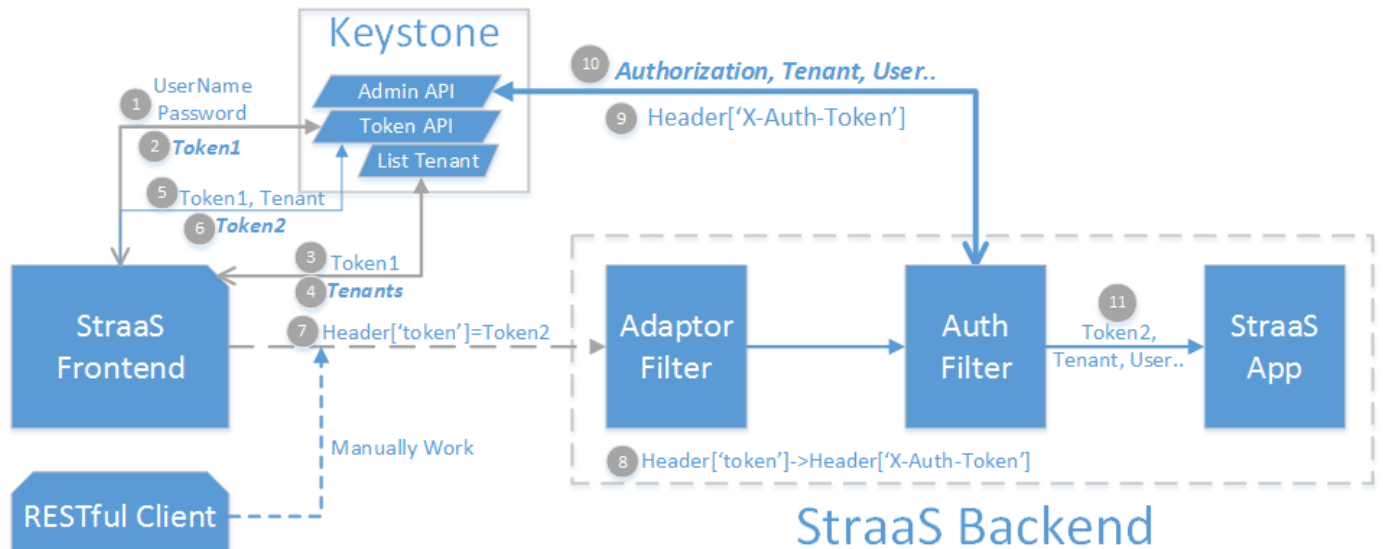 Keystone
Admin API
Token API
List Tenant
1
UserName
Password
2
Token1
5
Token1, Tenant
6
Token2
3
Token1
4
Tenants
10
Authorization, Tenant, User..
9
Header['X-Auth-Token']
StraaS
Frontend
7
Header['token']=Token2
Manually Work
RESTful Client
Adaptor
Filter
Auth
Filter
11
Token2,
Tenant, User..
StraaS
App
8
Header['token']->Header['X-Auth-Token']
StraaS Backend